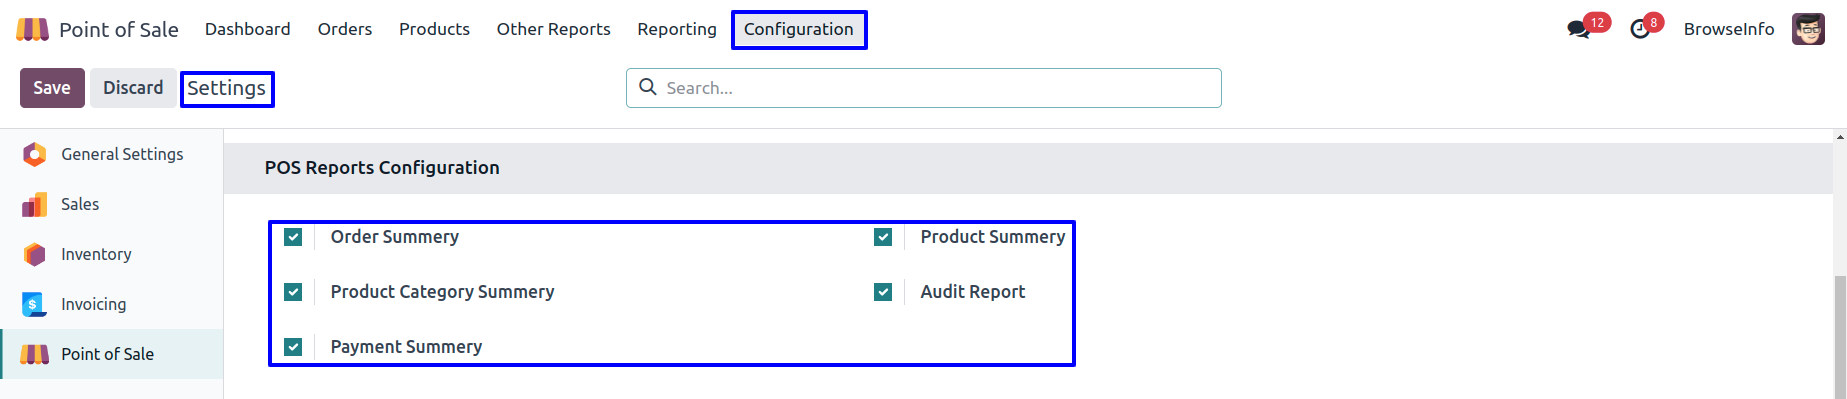 Point of Sale Dashboard Orders Products Other Reports Reporting Configuration 12 8 BrowseInfo
Save Discard Settings Search...
General Settings
POS Reports Configuration
Sales
Order Summery Product Summery
Inventory
Product Category Summery Audit Report
Invoicing
Payment Summery
Point of Sale